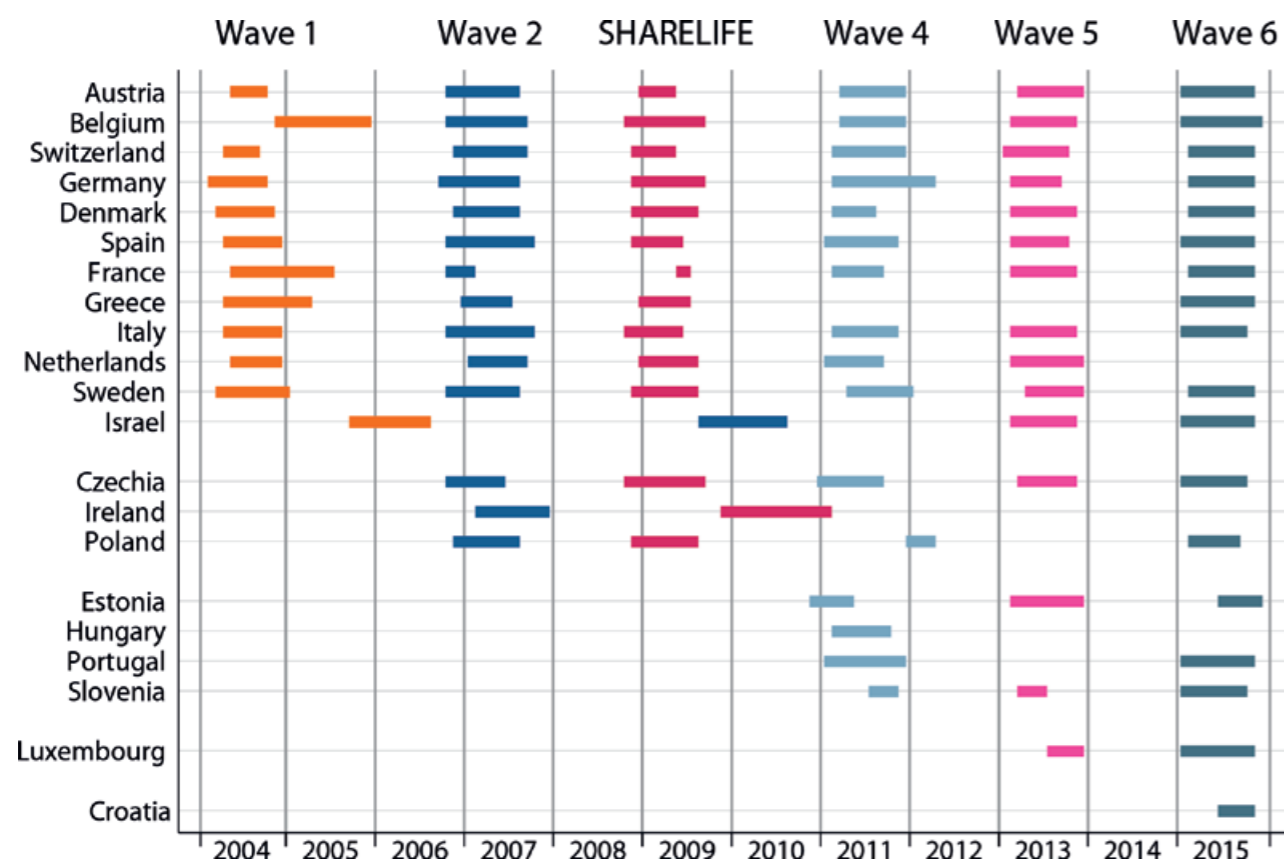 Wave 1 Wave 2 SHARELIFE Wave 4 Wave 5 Wave 6
Austria
Belgium
Switzerland
Germany
Denmark
Spain
France
Greece
Italy
Netherlands
Sweden
Israel
Czechia
Ireland
Poland
Estonia
Hungary
Portugal
Slovenia
Luxembourg
Croatia
2004 2005 2006 2007 2008 2009 2010 2011 2012 2013 2014 2015